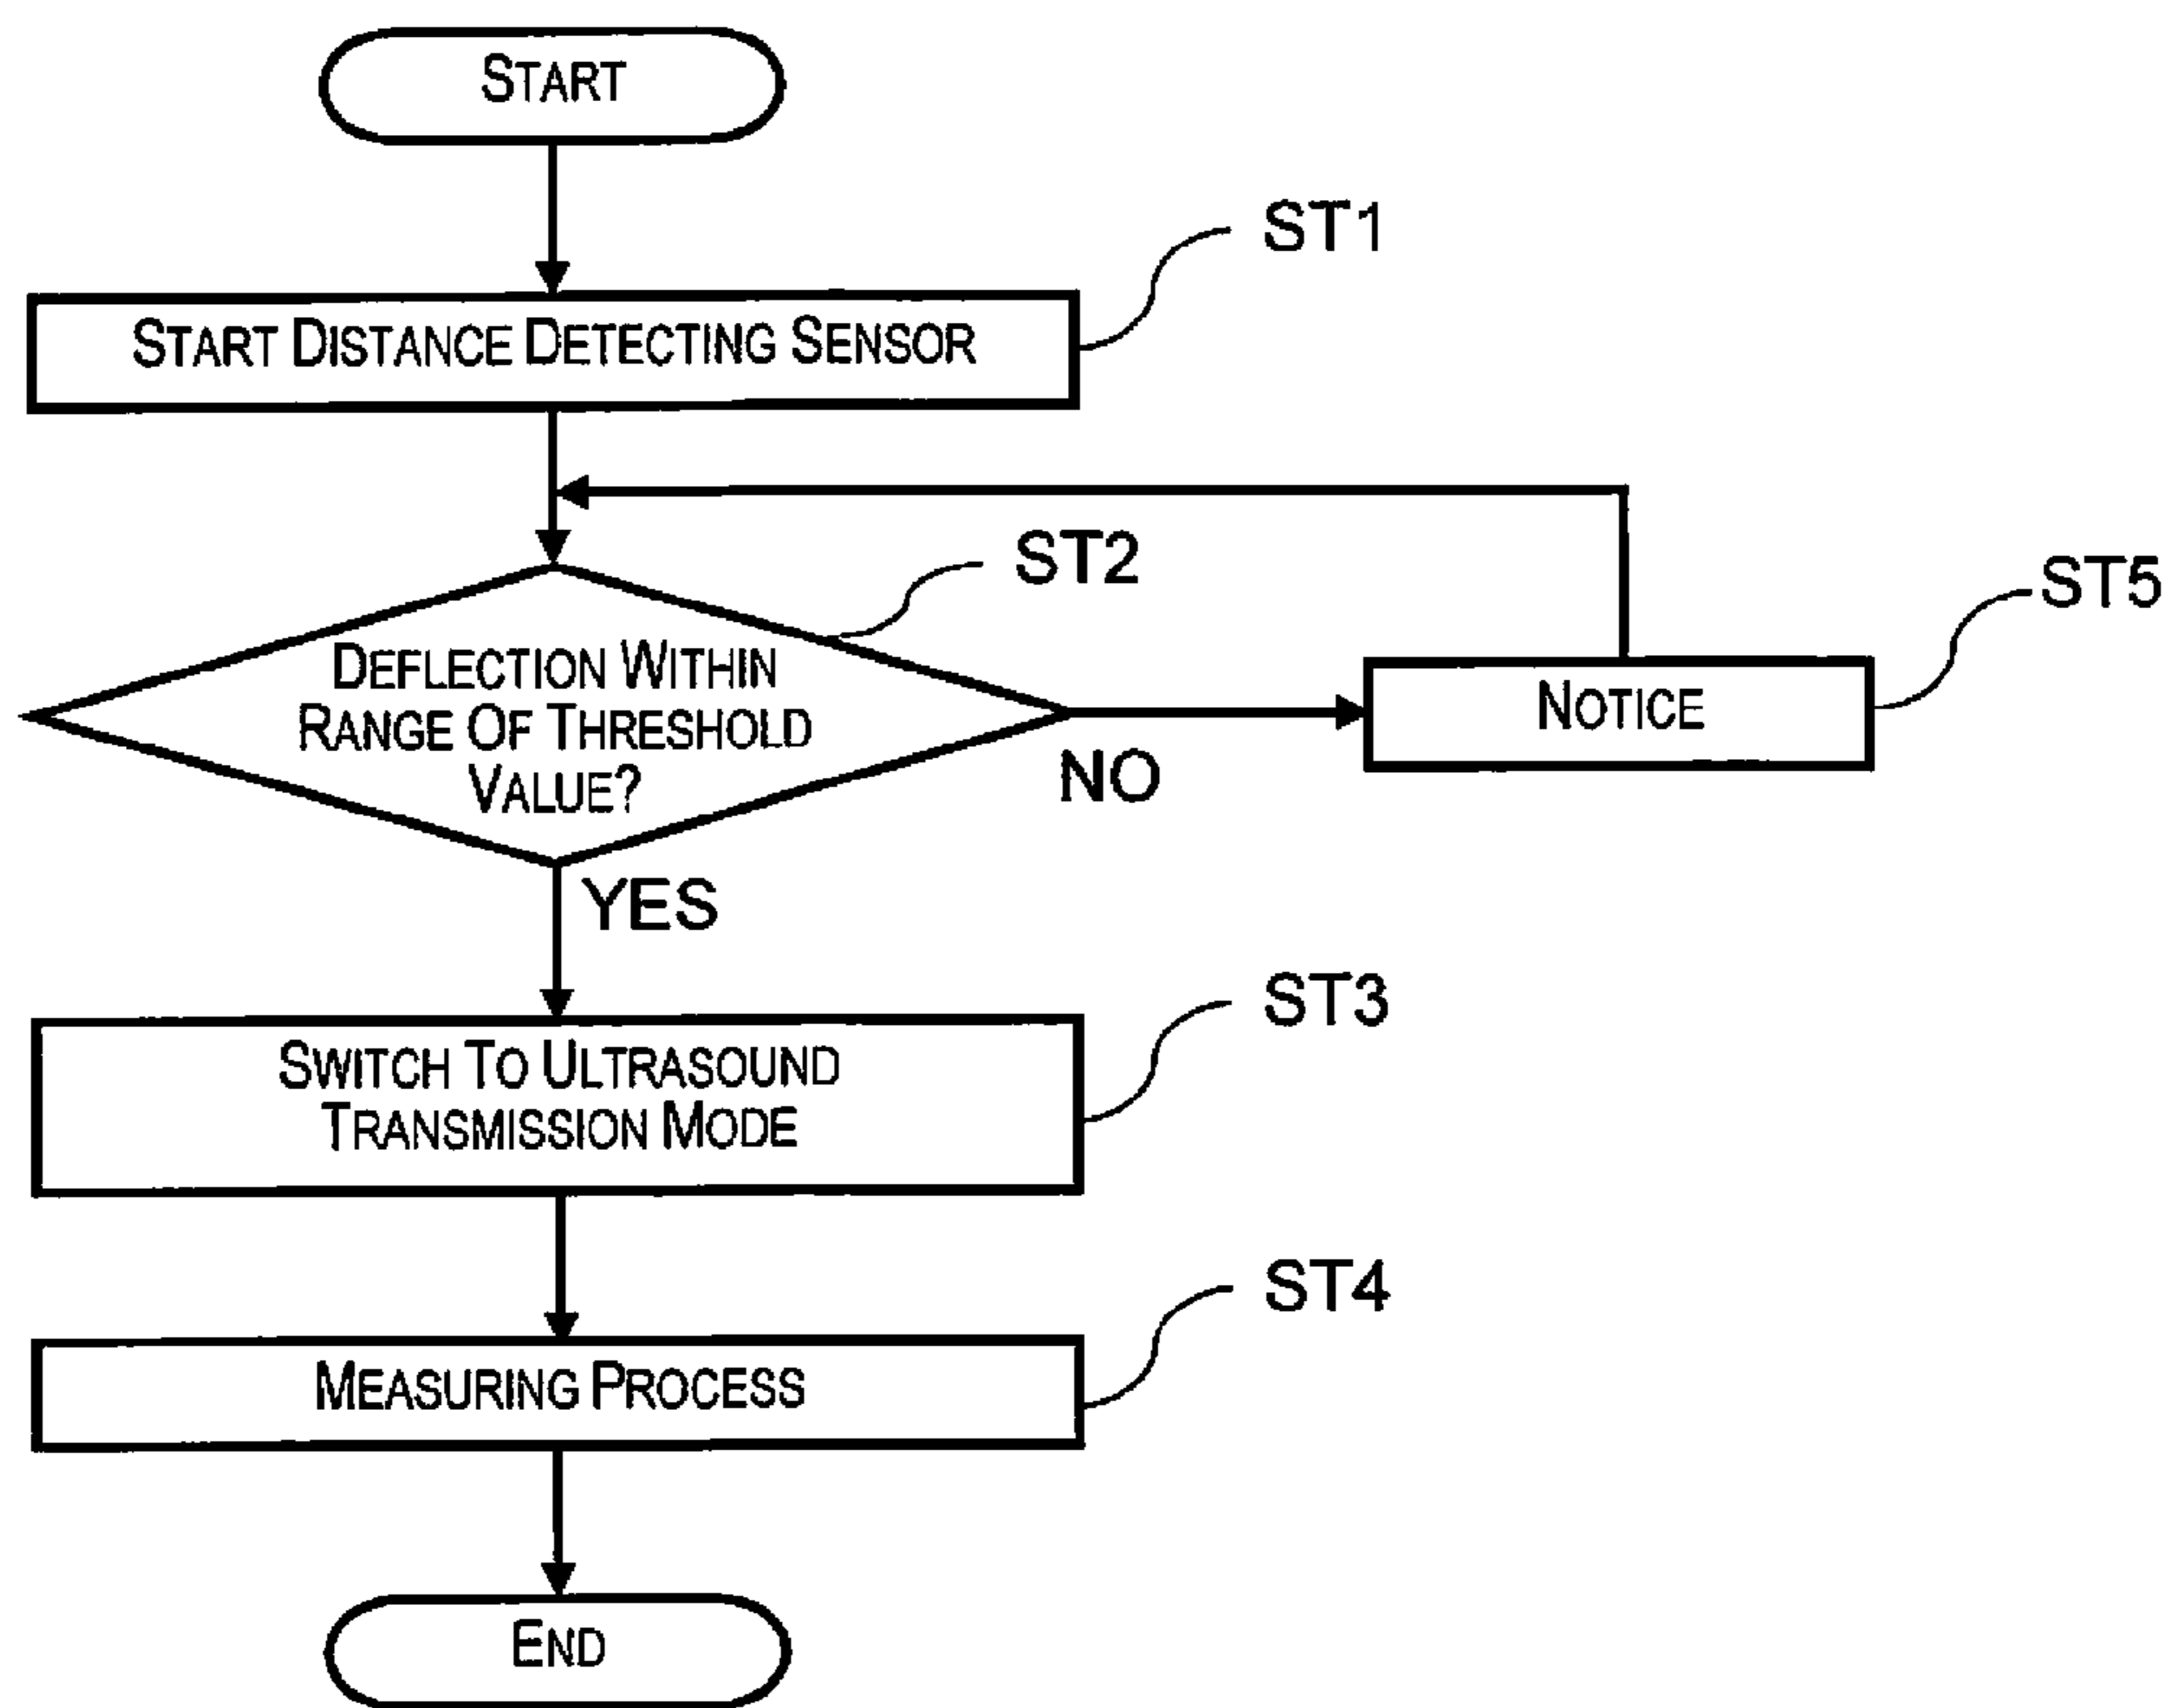 START
ST1
START DISTANCE DETECTING SENSOR
ST2
ST5
DEFLECTION WITHIN
RANGE OF THRESHOLD
VALUE?
NOTICE
NO
YES
ST3
SWITCH TO ULTRASOUND
TRANSMISSION MODE
ST4
MEASURING PROCESS
END